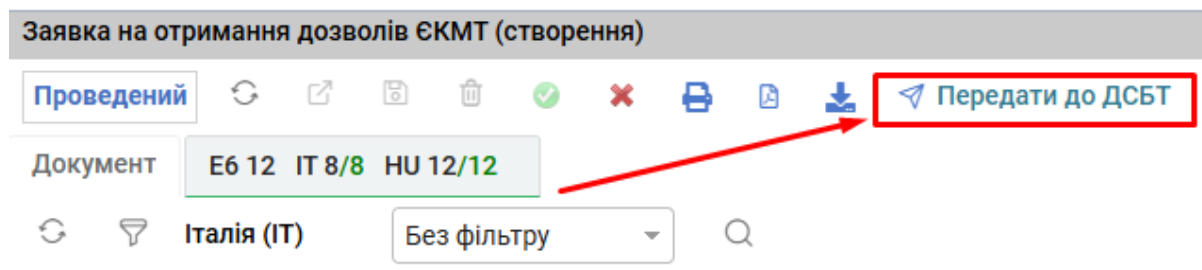 Заявка на отримання дозволів ЄКМТ (створення)
Проведений Передати до ДСБТ
Документ E6 12 IT 8/8 HU 12/12
Італія (IT) Без фільтру